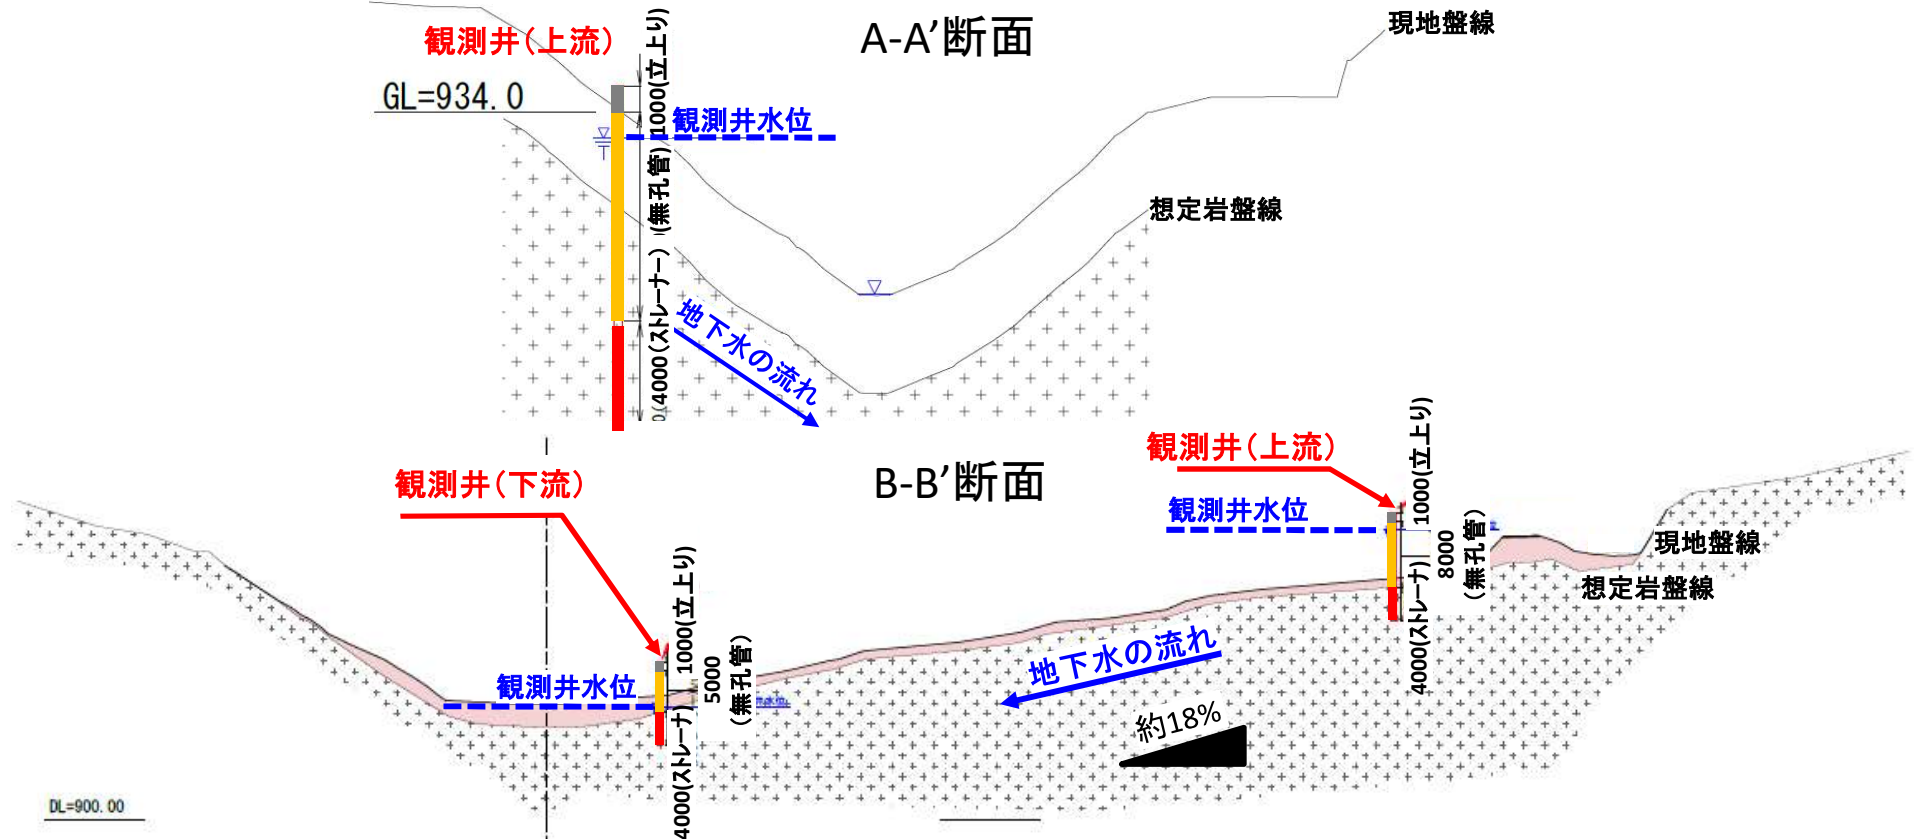 A-A’断面
現地盤線
観測井(上流)
1000(立上り)
GL=934.0
観測井水位
(無孔管)
想定岩盤線
(4000(ストレーナー)
地下水の流れ
B-B’断面
観測井(下流)
観測井(上流)
1000(立上り)
観測井水位
8000
(無孔管)
現地盤線
想定岩盤線
4000(ストレーナ)
1000(立上り)
5000
(無孔管)
観測井水位
地下水の流れ
4000(ストレーナ)
約18%
DL=900.00